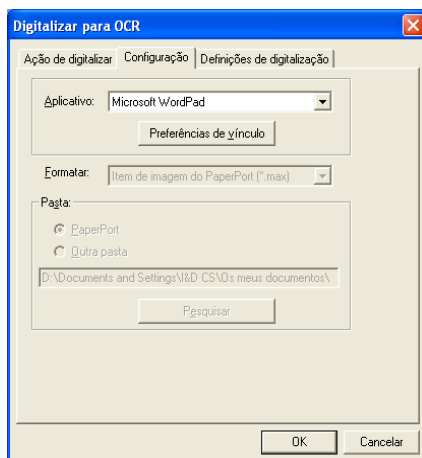 Digitalizar para OCR
Ação de digitalizar Configuração Definições de digitalização
Aplicativo: Microsoft WordPad
Preferências de vínculo
Formatar: Item de imagem do PaperPort (*.max)
Pasta:
PaperPort
Outra pasta
D:\Documents and Settings\I&D CS\Os meus documentos\
Pesquisar
OK Cancelar